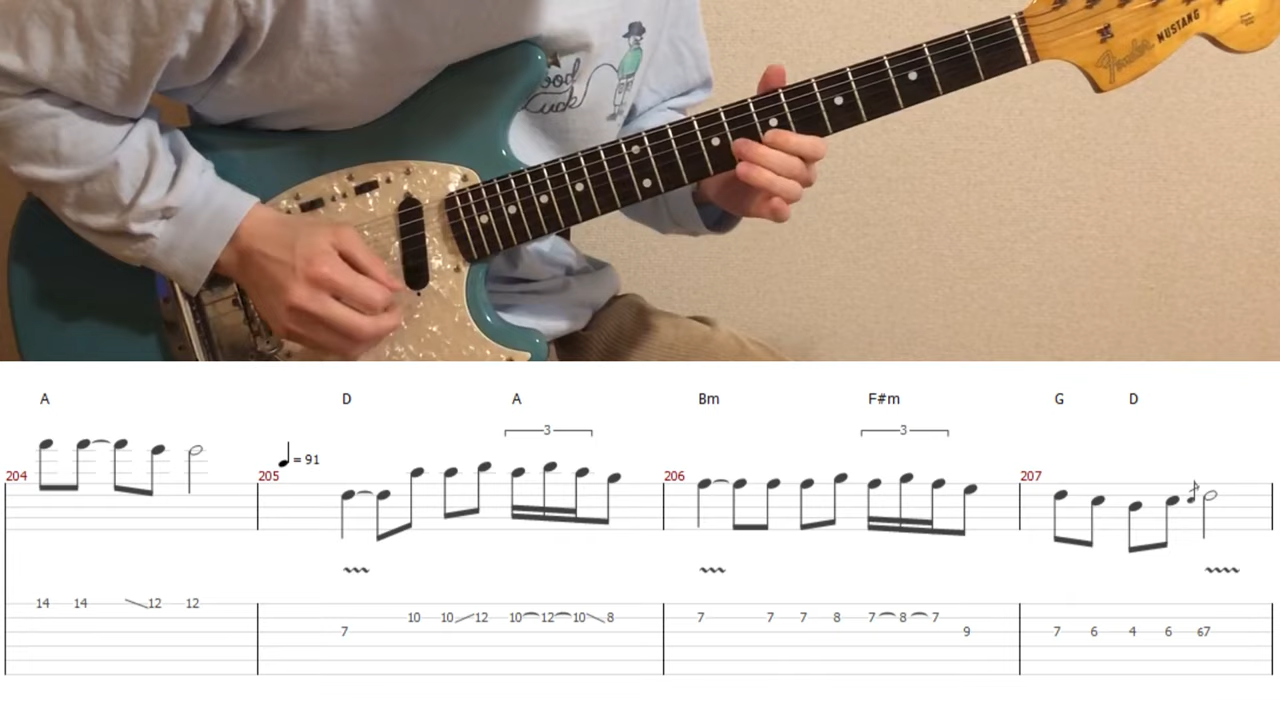 Fender MUSTANG
A D A Bm F#m G D
3 3
= 91
204 205 206 207
14 14 12 12
10 10 12 10 12 10 8 7 7 7 8 7 8 7
7 9 7 6 4 6 67